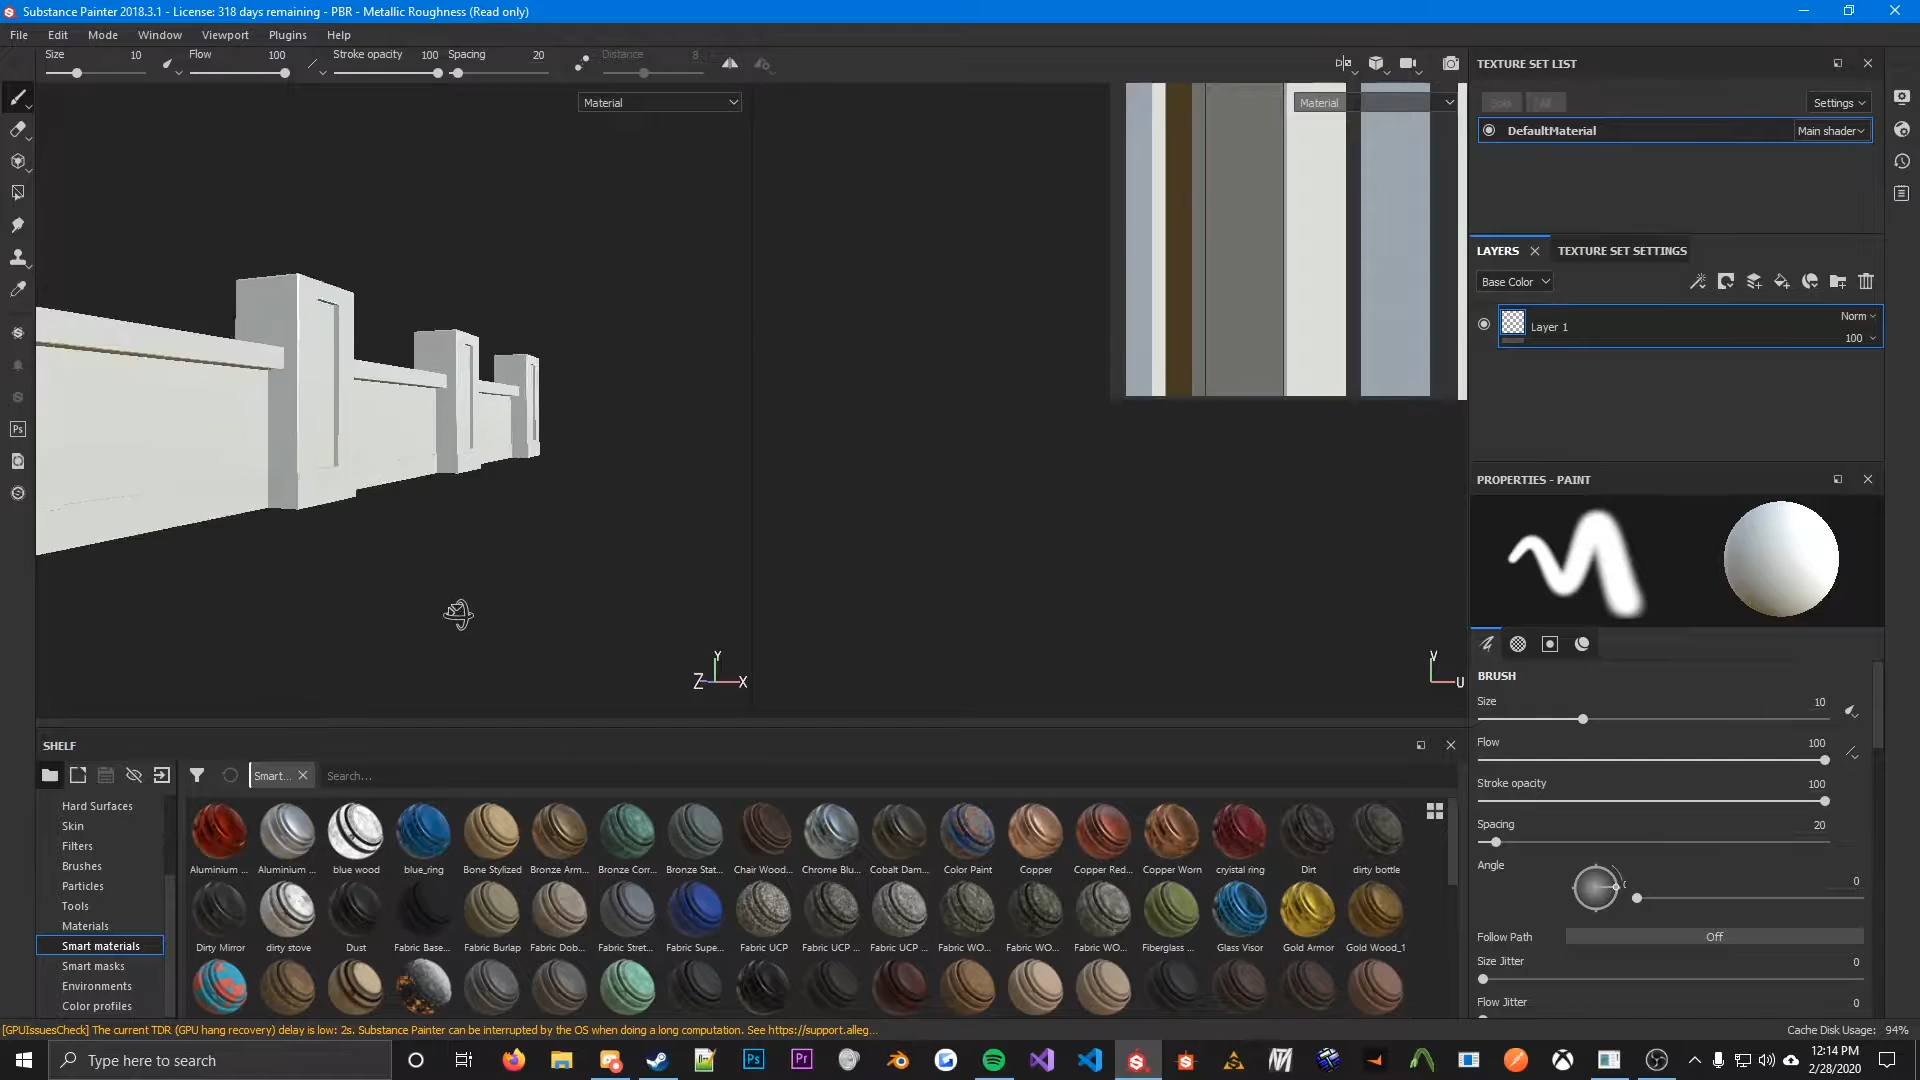 Substance Painter 2018.3.1 - License: 318 days remaining - PBR - Metallic Roughness (Read only)
File Edit Mode Window Viewport Plugins Help
Size 10 Flow 100 Stroke opacity 100 Spacing 20 Distance 8
Material
Material
TEXTURE SET LIST
Solo All Settings
DefaultMaterial Main shader
LAYERS TEXTURE SET SETTINGS
Base Color
Layer 1 Norm 100
PROPERTIES - PAINT
BRUSH
Size 10
Flow 100
Stroke opacity 100
Spacing 20
Angle 0
Follow Path Off
Size Jitter 0
Flow Jitter 0
Y Z X
V U
SHELF
Smart... Search...
Hard Surfaces
Skin
Filters
Brushes
Particles
Tools
Materials
Smart materials
Smart masks
Environments
Color profiles
Aluminium ... Aluminium ... blue wood blue_ring Bone Stylized Bronze Arm... Bronze Corr... Bronze Stat... Chair Wood... Chrome Blu... Cobalt Dam... Color Paint Copper Copper Red... Copper Worn cryistal ring Dirt dirty bottle
Dirty Mirror dirty stove Dust Fabric Base... Fabric Burlap Fabric Dob... Fabric Stret... Fabric Supe... Fabric UCP Fabric UCP ... Fabric UCP ... Fabric WO... Fabric WO... Fabric WO... Fiberglass ... Glass Visor Gold Armor Gold Wood_1
[GPUIssuesCheck] The current TDR (GPU hang recovery) delay is low: 2s. Substance Painter can be interrupted by the OS when doing a long computation. See https://support.alleg...
Cache Disk Usage: 94%
Type here to search
Ps
Ps
Pr
12:14 PM
2/28/2020